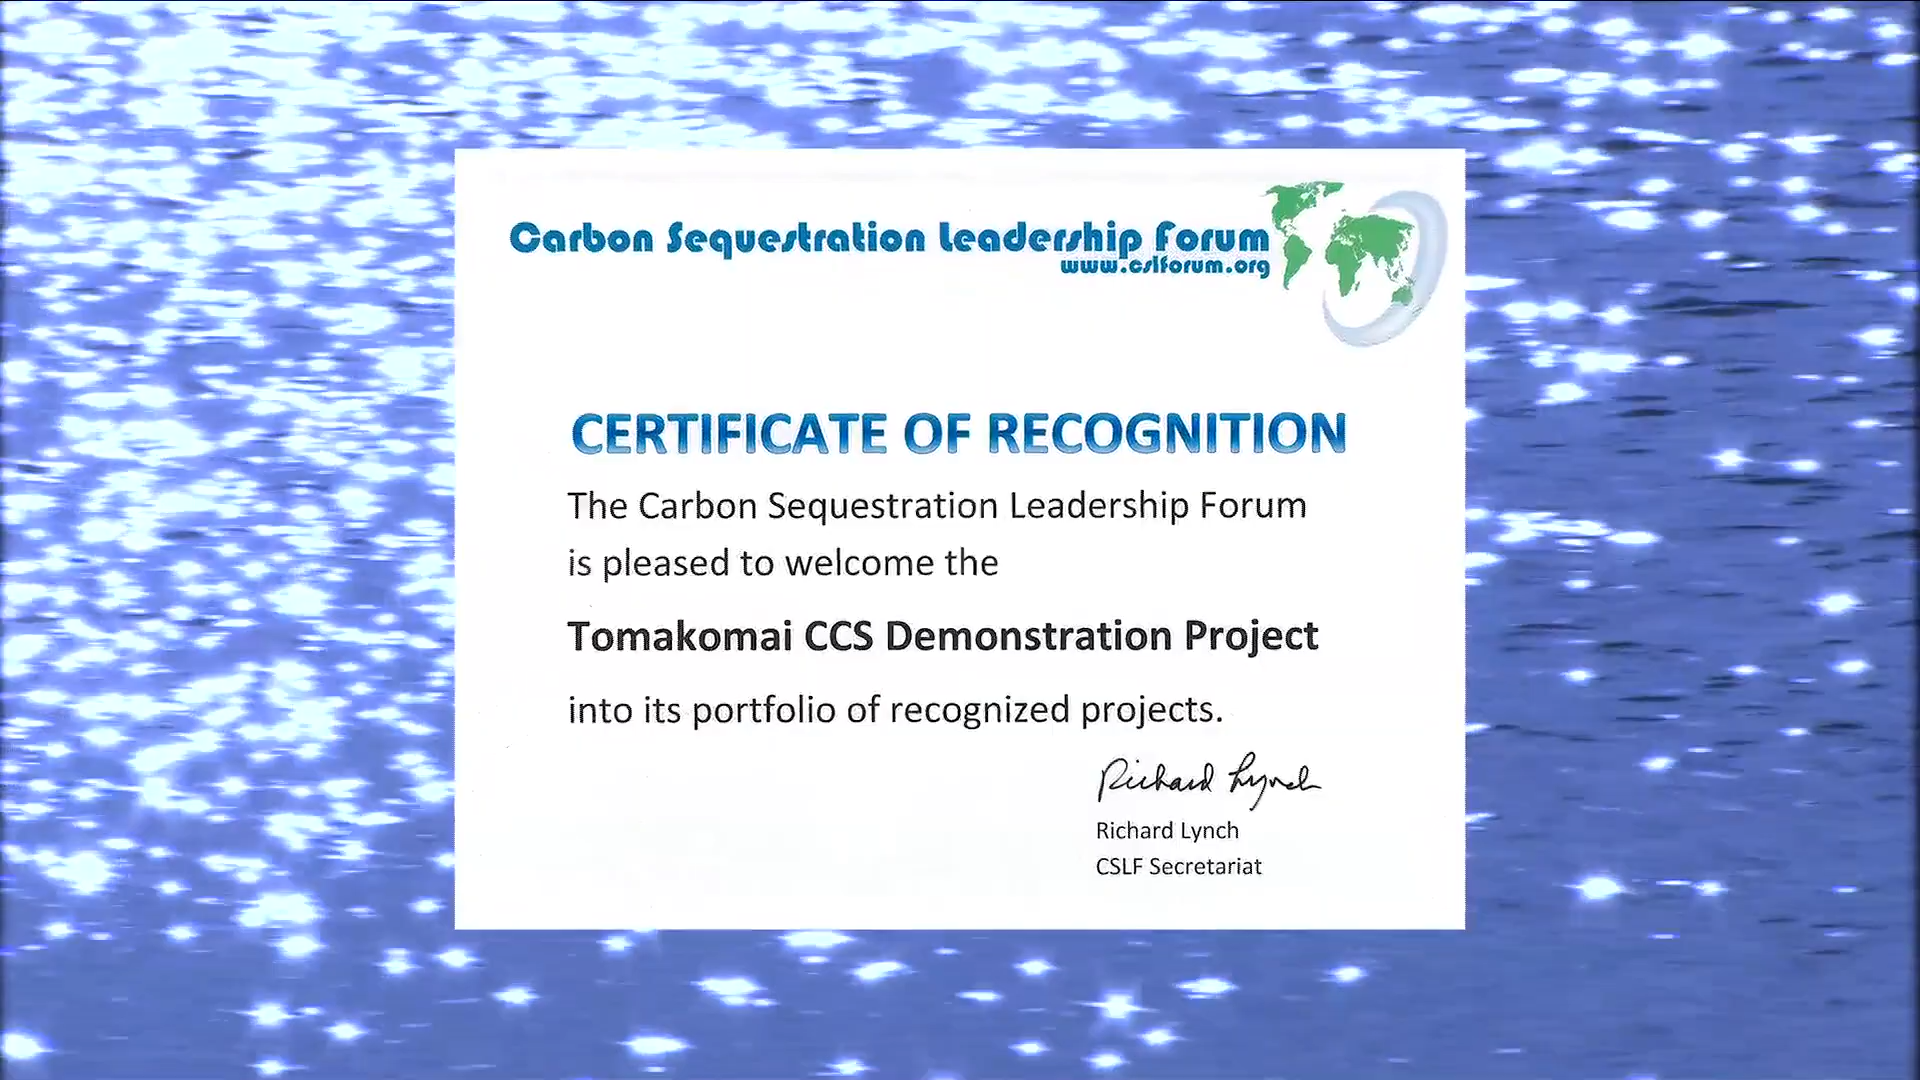 Carbon Sequestration Leadership Forum
www.cslforum.org
CERTIFICATE OF RECOGNITION
The Carbon Sequestration Leadership Forum
is pleased to welcome the
Tomakomai CCS Demonstration Project
into its portfolio of recognized projects.
Richard Lynch
Richard Lynch
CSLF Secretariat